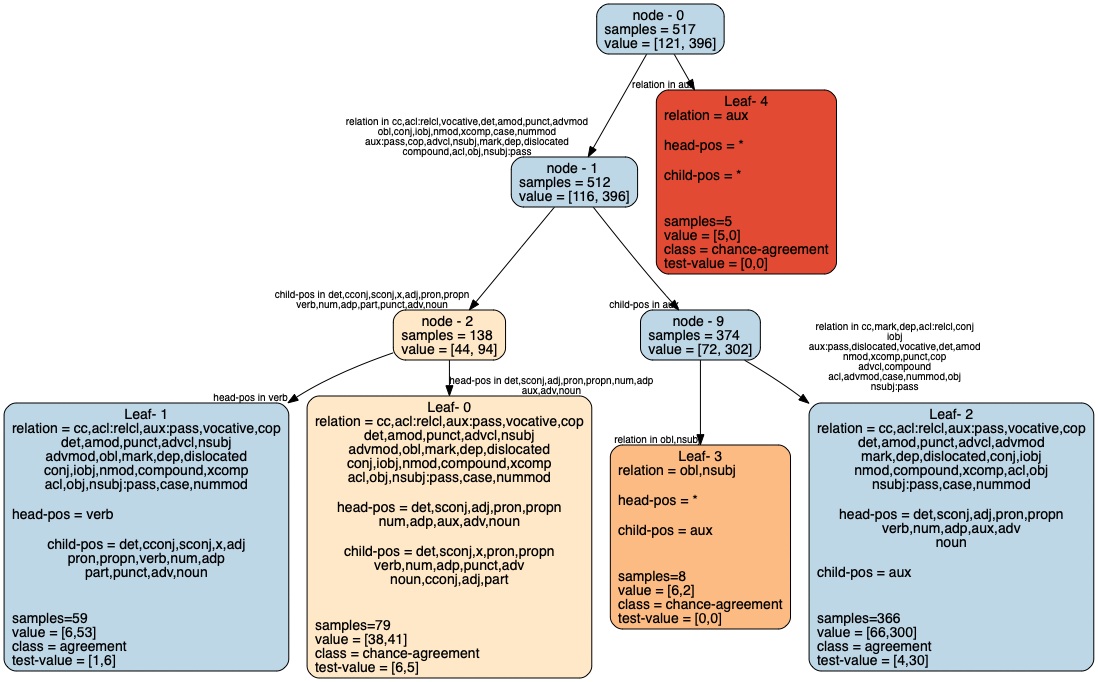 node - 0
samples = 517
value = [121, 396]
relation in aux
Leaf- 4
relation = aux
head-pos = *
child-pos = *
samples=5
value = [5,0]
class = chance-agreement
test-value = [0,0]
relation in cc,acl:relcl,vocative,det,amod,punct,advmod
obl,conj,iobj,nmod,xcomp,case,nummod
aux:pass,cop,advcl,nsubj,mark,dep,dislocated
compound,acl,obj,nsubj:pass
node - 1
samples = 512
value = [116, 396]
child-pos in det,cconj,sconj,x,adj,pron,propn
verb,num,adp,part,punct,adv,noun
node - 2
samples = 138
value = [44, 94]
child-pos in aux
node - 9
samples = 374
value = [72, 302]
head-pos in verb
Leaf- 1
relation = cc,acl:relcl,aux:pass,vocative,cop
det,amod,punct,advcl,nsubj
advmod,obl,mark,dep,dislocated
conj,iobj,nmod,compound,xcomp
acl,obj,nsubj:pass,case,nummod
head-pos = verb
child-pos = det,cconj,sconj,x,adj
pron,propn,verb,num,adp
part,punct,adv,noun
samples=59
value = [6,53]
class = agreement
test-value = [1,6]
head-pos in det,sconj,adj,pron,propn,num,adp
aux,adv,noun
Leaf- 0
relation = cc,acl:relcl,aux:pass,vocative,cop
det,amod,punct,advcl,nsubj
advmod,obl,mark,dep,dislocated
conj,iobj,nmod,compound,xcomp
acl,obj,nsubj:pass,case,nummod
head-pos = det,sconj,adj,pron,propn
num,adp,aux,adv,noun
child-pos = det,sconj,x,pron,propn
verb,num,adp,punct,adv
noun,cconj,adj,part
samples=79
value = [38,41]
class = chance-agreement
test-value = [6,5]
relation in obl,nsubj
Leaf- 3
relation = obl,nsubj
head-pos = *
child-pos = aux
samples=8
value = [6,2]
class = chance-agreement
test-value = [0,0]
relation in cc,mark,dep,acl:relcl,conj
iobj
aux:pass,dislocated,vocative,det,amod
nmod,xcomp,punct,cop
advcl,compound
acl,advmod,case,nummod,obj
nsubj:pass
Leaf- 2
relation = cc,acl:relcl,aux:pass,vocative,cop
det,amod,punct,advcl,advmod
mark,dep,dislocated,conj,iobj
nmod,compound,xcomp,acl,obj
nsubj:pass,case,nummod
head-pos = det,sconj,adj,pron,propn
verb,num,adp,aux,adv
noun
child-pos = aux
samples=366
value = [66,300]
class = agreement
test-value = [4,30]